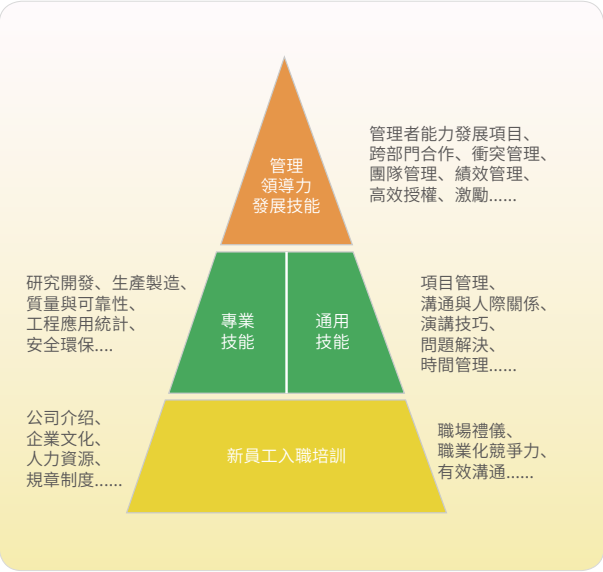 管理
領導力
發展技能
管理者能力發展項目、
跨部門合作、衝突管理、
團隊管理、績效管理、
高效授權、激勵......
研究開發、生產製造、
質量與可靠性、
工程應用統計、
安全環保....
專業
技能
通用
技能
項目管理、
溝通與人際關係、
演講技巧、
問題解決、
時間管理......
公司介绍、
企業文化、
人力資源、
規章制度......
新員工入職培訓
職場禮儀、
職業化競爭力、
有效溝通......